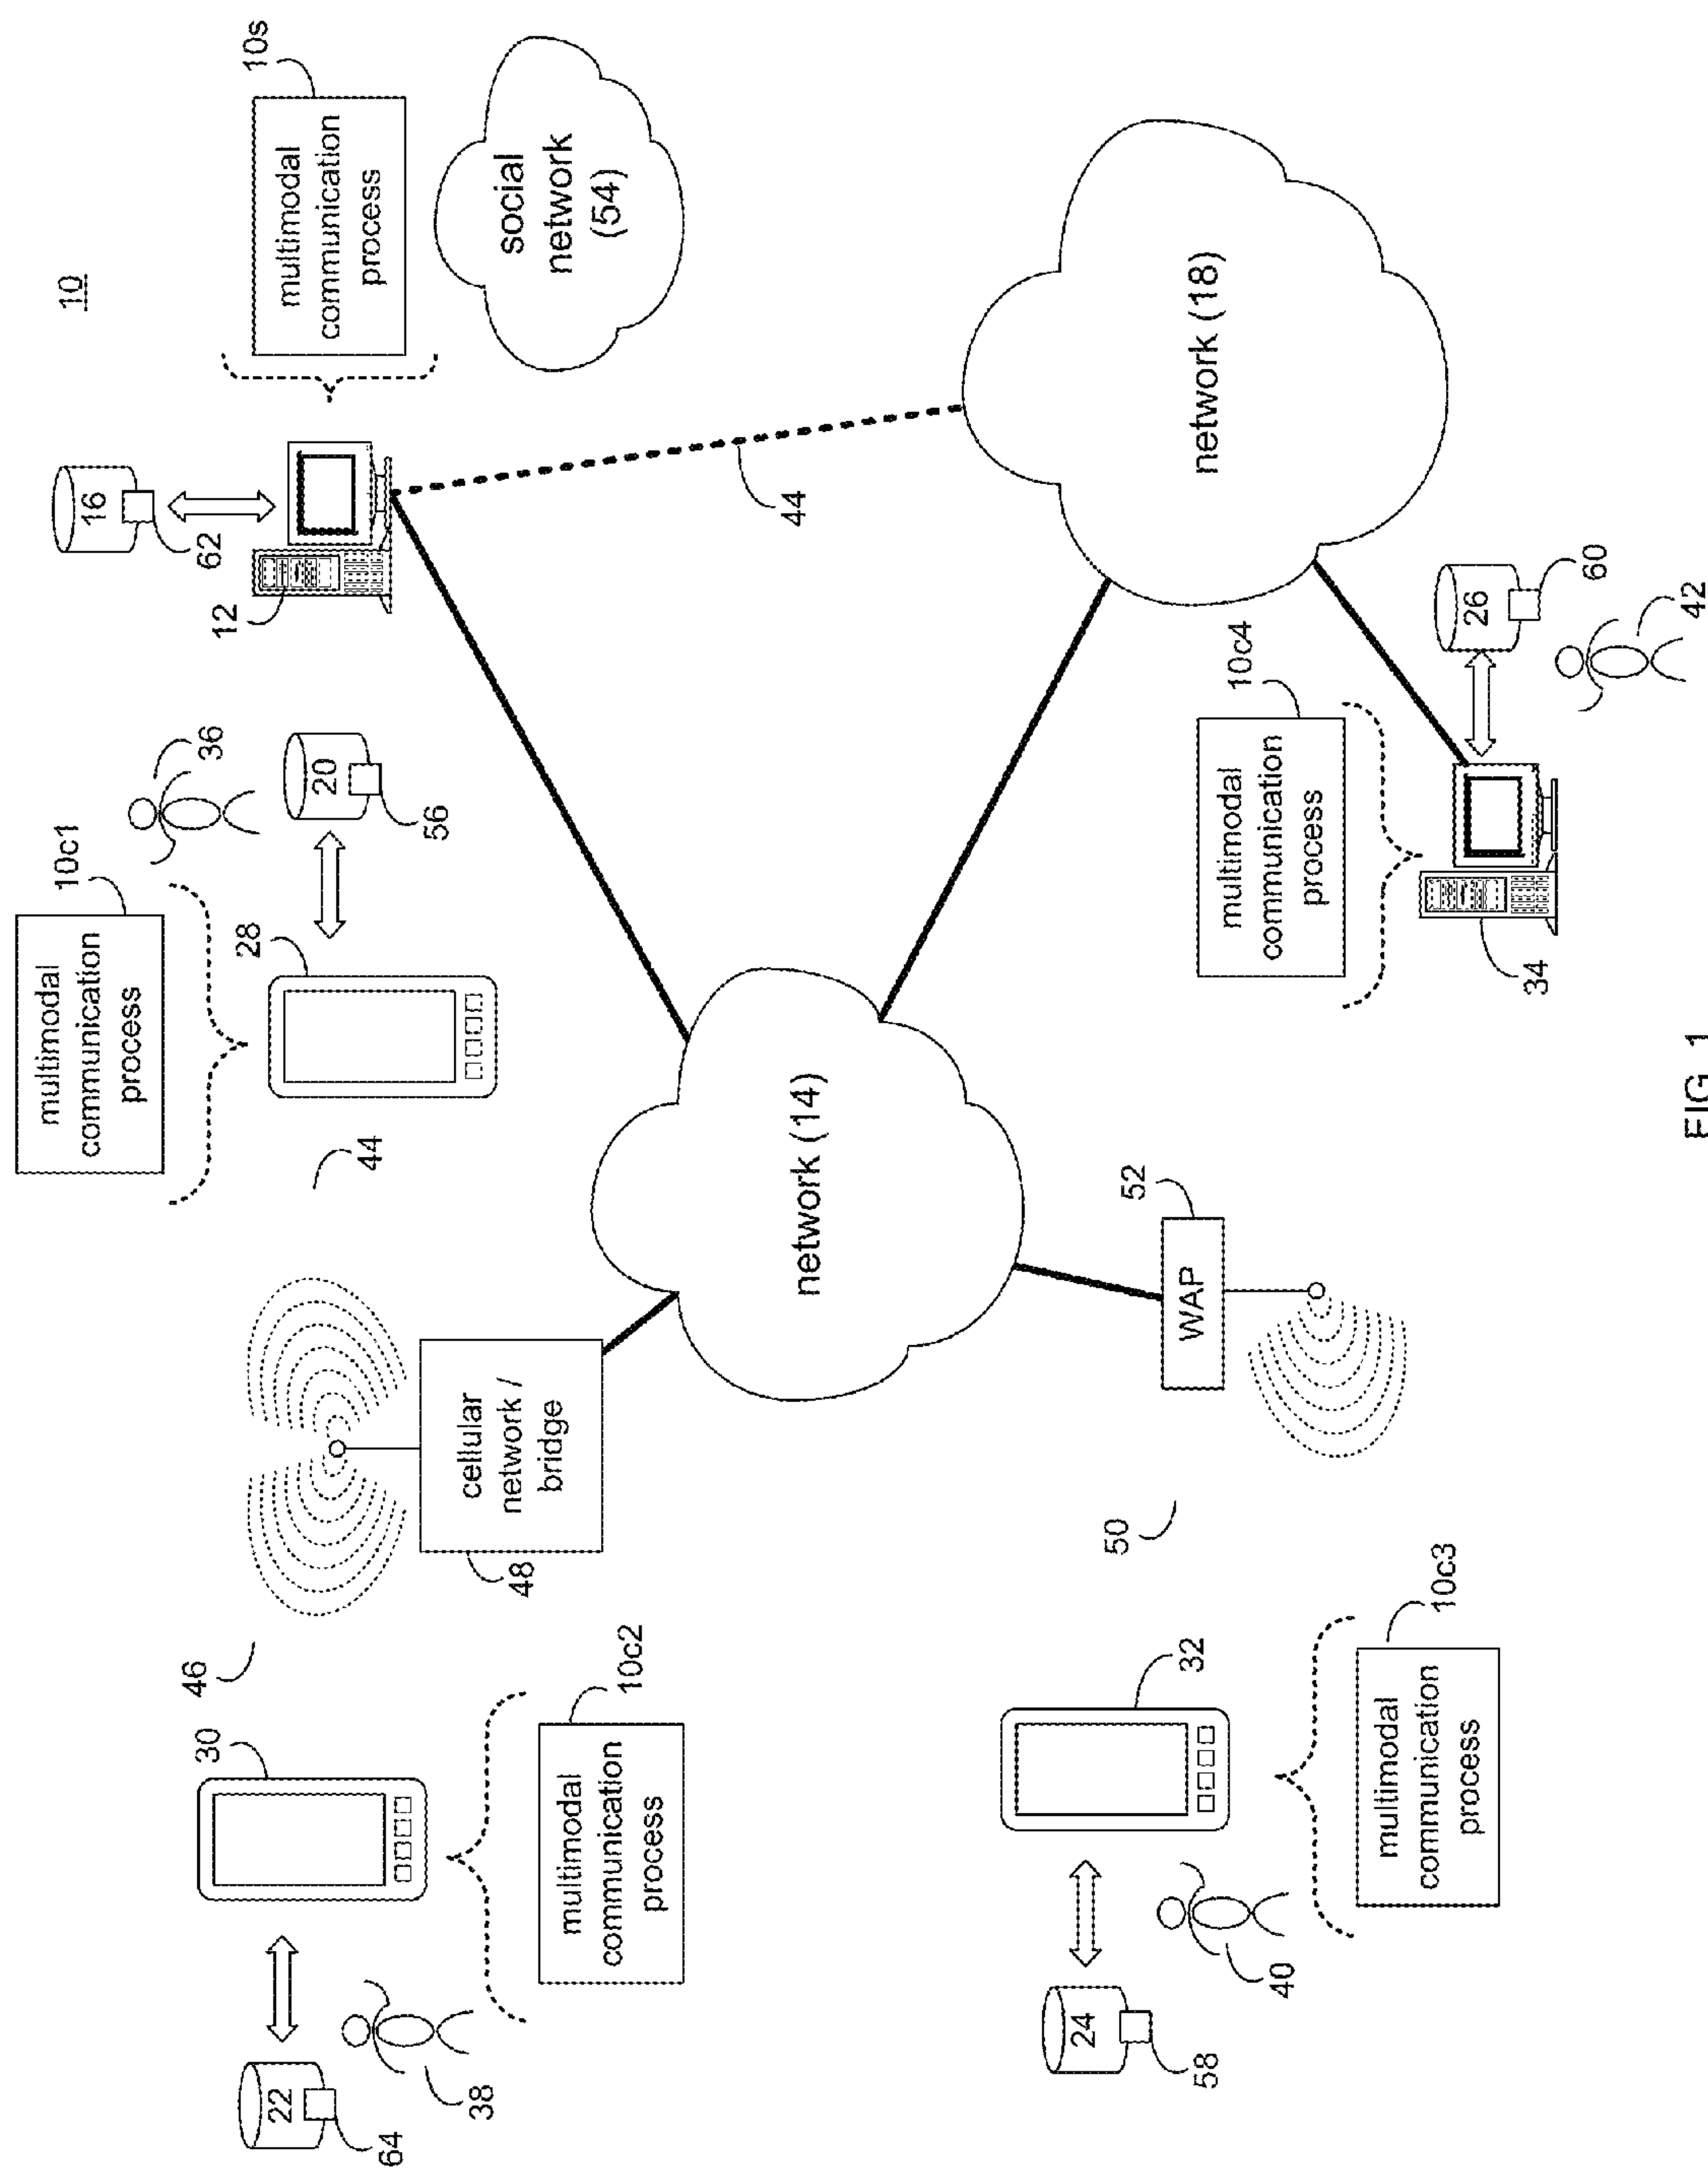 10
multimodal
communication
process
10s
social
network
(54)
16
62
12
multimodal
communication
process
10c1
36
20
56
28
44
44
46
cellular
network /
bridge
48
30
22
64
38
multimodal
communication
process
10c2
network (14)
network (18)
WAP
52
50
32
24
58
40
multimodal
communication
process
10c3
multimodal
communication
process
10c4
26
60
42
34
FIG. 1